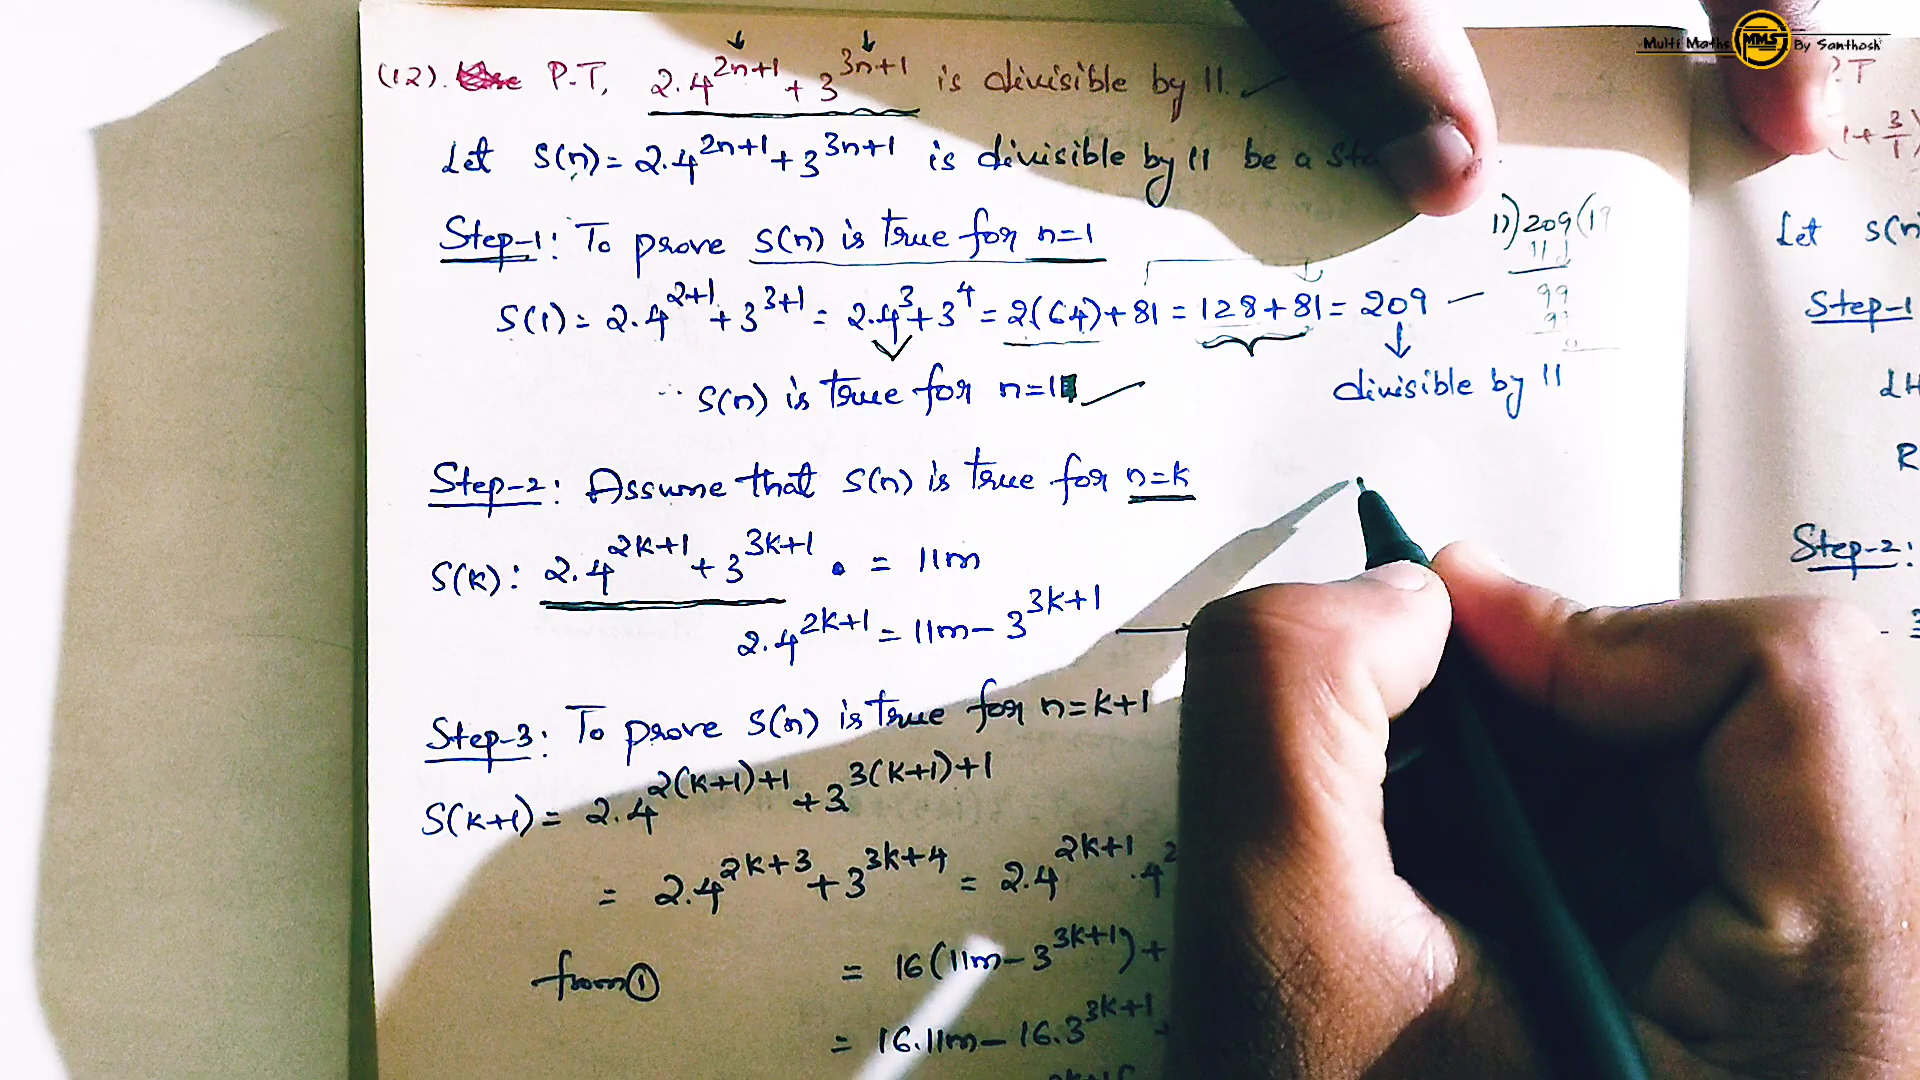 Multi Maths MMS By Santhosh
(12). P.T, 2.4^2n+1 + 3^3n+1 is divisible by 11.
Let S(n) = 2.4^2n+1 + 3^3n+1 is divisible by 11 be a
Step-1: To prove S(n) is true for n=1
S(1) = 2.4^2+1 + 3^3+1 = 2.4^3 + 3^4 = 2(64)+81 = 128+81 = 209 —
11)209(19
11
99
divisible by 11
∴ S(n) is true for n=1
Step-2: Assume that S(n) is true for n=k
S(k): 2.4^2k+1 + 3^3k+1 = 11m
2.4^2k+1 = 11m - 3^3k+1
Step-3: To prove S(n) is true for n=k+1
S(k+1) = 2.4^2(k+1)+1 + 3^3(k+1)+1
= 2.4^2k+3 + 3^3k+4 = 2.4^2k+1 . 4^2
from ① = 16(11m - 3^3k+1) +
= 16.11m - 16.3^3k+1
P.T
(1+3/1)
Let S(n
Step-1
LH
R
Step-2: